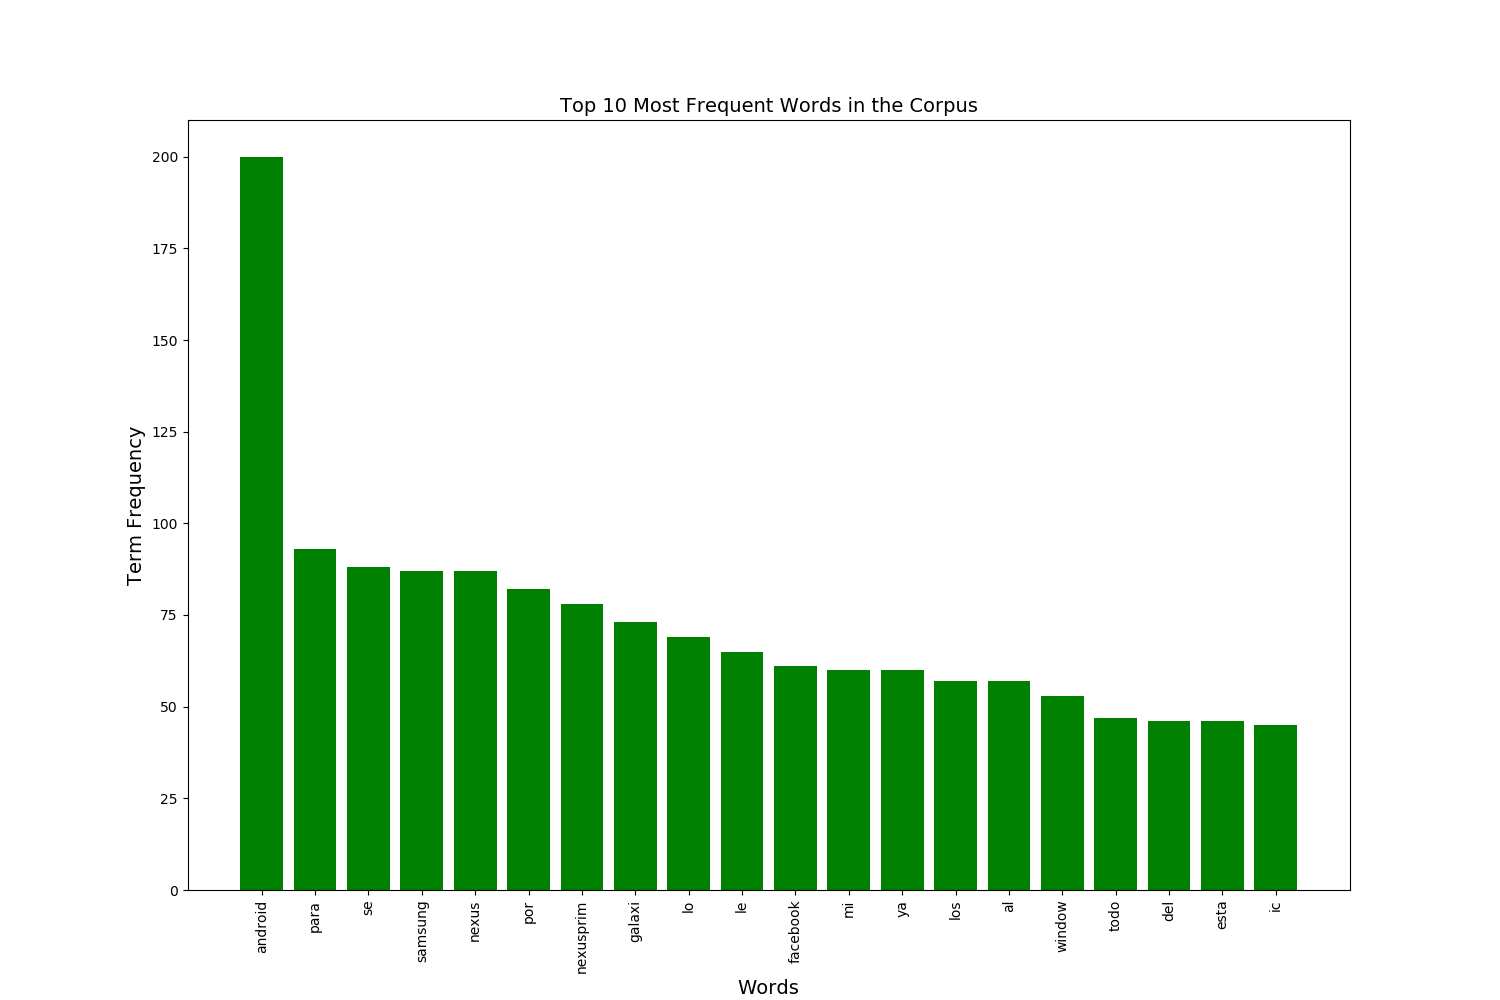 Top 10 Most Frequent Words in the Corpus
200
175
150
125
100
75
50
25
0
Term Frequency
android
para
se
samsung
nexus
por
nexusprim
galaxi
lo
le
facebook
mi
ya
los
al
window
todo
del
esta
ic
Words